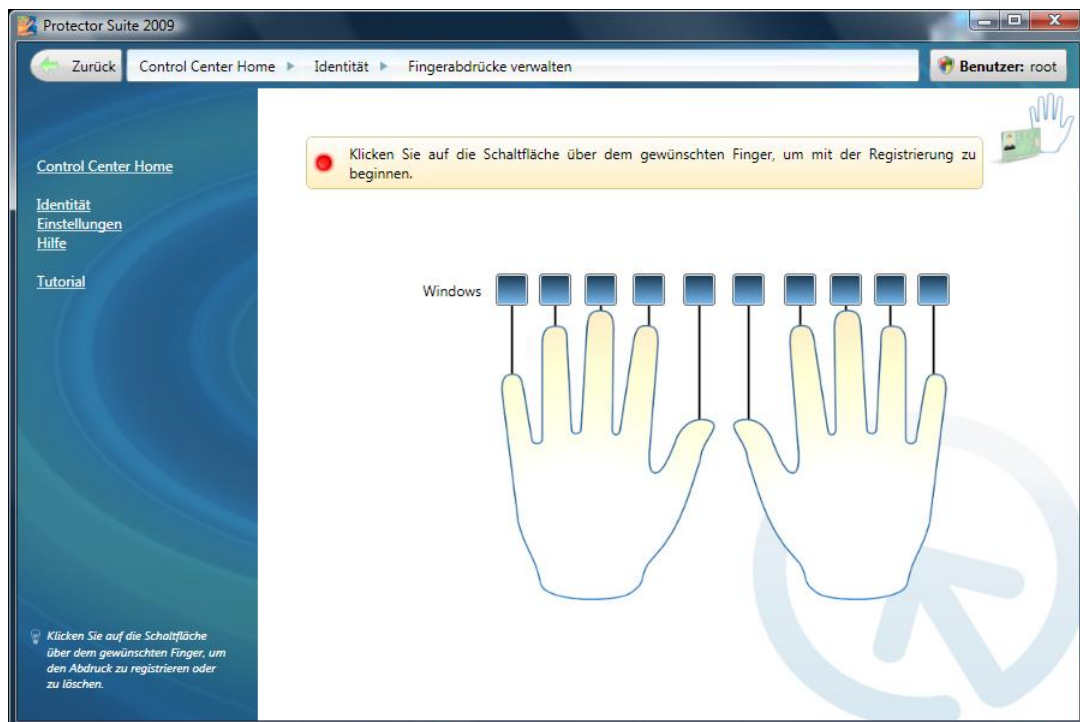 Protector Suite 2009
Zurück
Control Center Home
Identität
Fingerabdrücke verwalten
Benutzer: root
Klicken Sie auf die Schaltfläche über dem gewünschten Finger, um mit der Registrierung zu
beginnen.
Control Center Home
Identität
Einstellungen
Hilfe
Tutorial
Windows
Klicken Sie auf die Schaltfläche
über dem gewünschten Finger, um
den Abdruck zu registrieren oder
zu löschen.